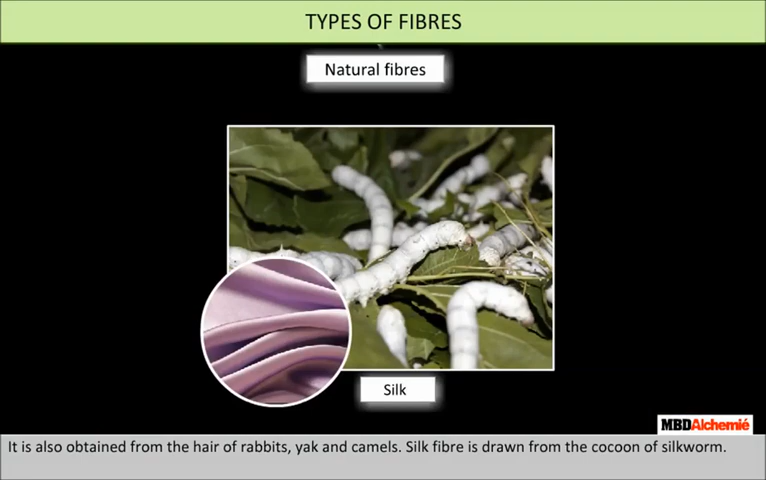 TYPES OF FIBRES
Natural fibres
Silk
MBDAlchemié
It is also obtained from the hair of rabbits, yak and camels. Silk fibre is drawn from the cocoon of silkworm.